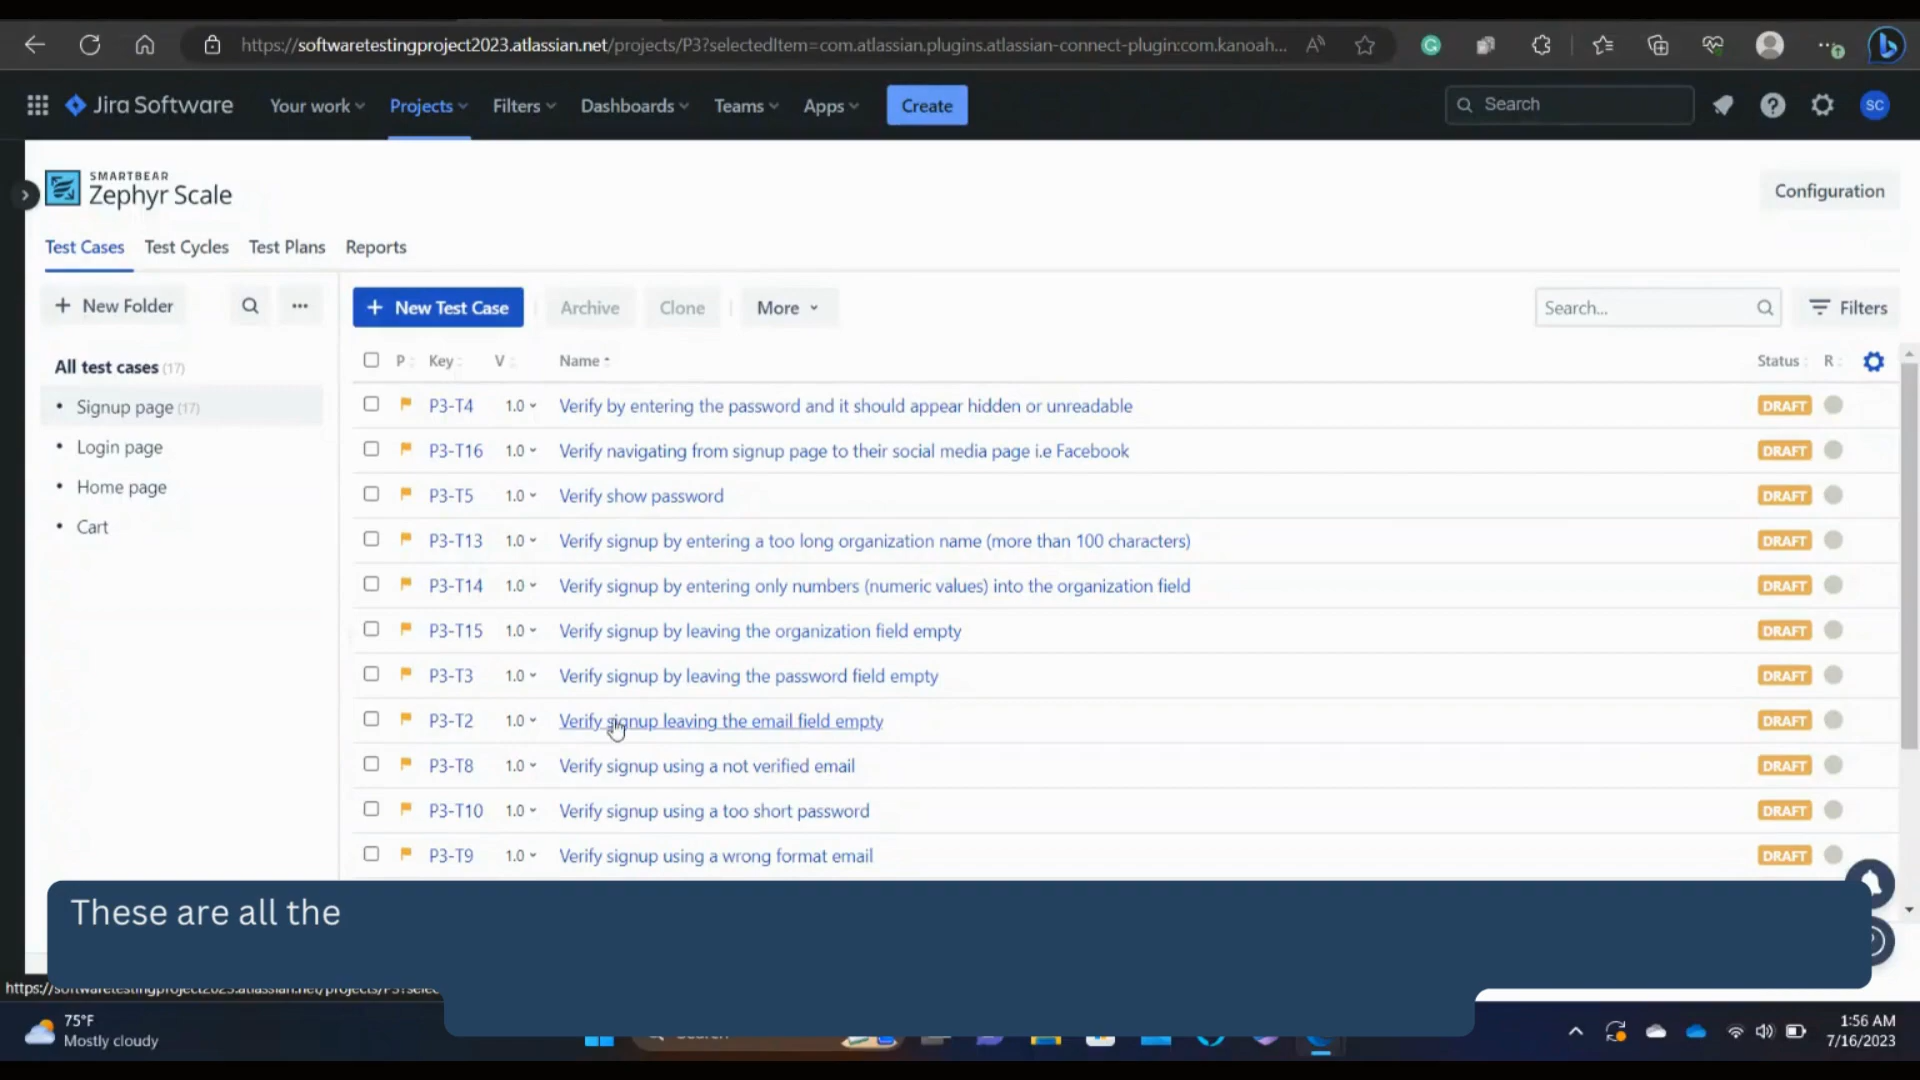 https://softwaretestingproject2023.atlassian.net/projects/P3?selectedItem=com.atlassian.plugins.atlassian-connect-plugin:com.kanoah...
Jira Software
Your work
Projects
Filters
Dashboards
Teams
Apps
Create
Search
SC
SMARTBEAR
Zephyr Scale
Configuration
Test Cases
Test Cycles
Test Plans
Reports
+ New Folder
+ New Test Case
Archive
Clone
More
Search...
Filters
All test cases (17)
Signup page (17)
Login page
Home page
Cart
P Key V Name Status R
P3-T4 1.0 Verify by entering the password and it should appear hidden or unreadable DRAFT
P3-T16 1.0 Verify navigating from signup page to their social media page i.e Facebook DRAFT
P3-T5 1.0 Verify show password DRAFT
P3-T13 1.0 Verify signup by entering a too long organization name (more than 100 characters) DRAFT
P3-T14 1.0 Verify signup by entering only numbers (numeric values) into the organization field DRAFT
P3-T15 1.0 Verify signup by leaving the organization field empty DRAFT
P3-T3 1.0 Verify signup by leaving the password field empty DRAFT
P3-T2 1.0 Verify signup leaving the email field empty DRAFT
P3-T8 1.0 Verify signup using a not verified email DRAFT
P3-T10 1.0 Verify signup using a too short password DRAFT
P3-T9 1.0 Verify signup using a wrong format email DRAFT
These are all the
75°F
Mostly cloudy
1:56 AM
7/16/2023